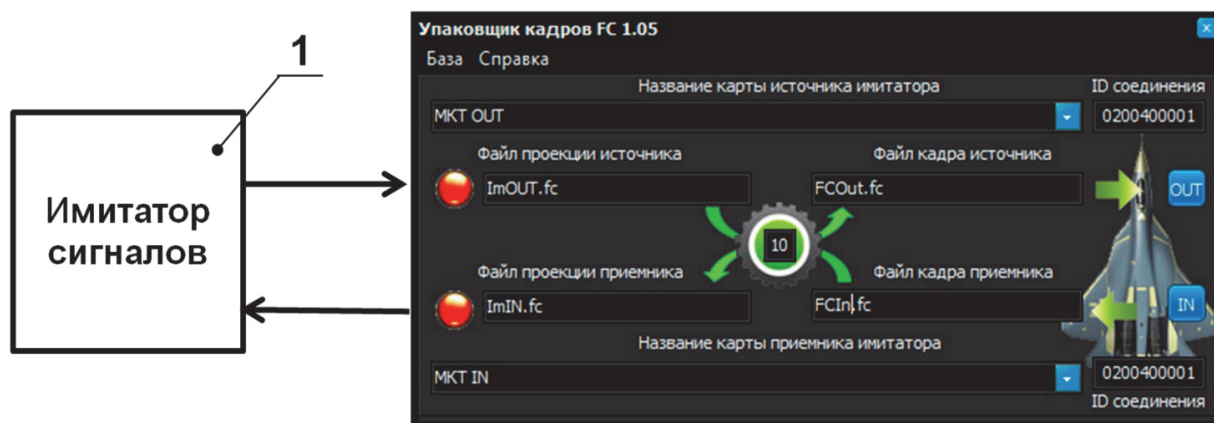 1
Имитатор
сигналов
Упаковщик кадров FC 1.05
База Справка
Название карты источника имитатора
ID соединения
МКТ OUT
0200400001
Файл проекции источника
Файл кадра источника
ImOUT.fc
FCOut.fc
OUT
10
Файл проекции приемника
Файл кадра приемника
ImIN.fc
FCIn.fc
IN
Название карты приемника имитатора
МКТ IN
0200400001
ID соединения